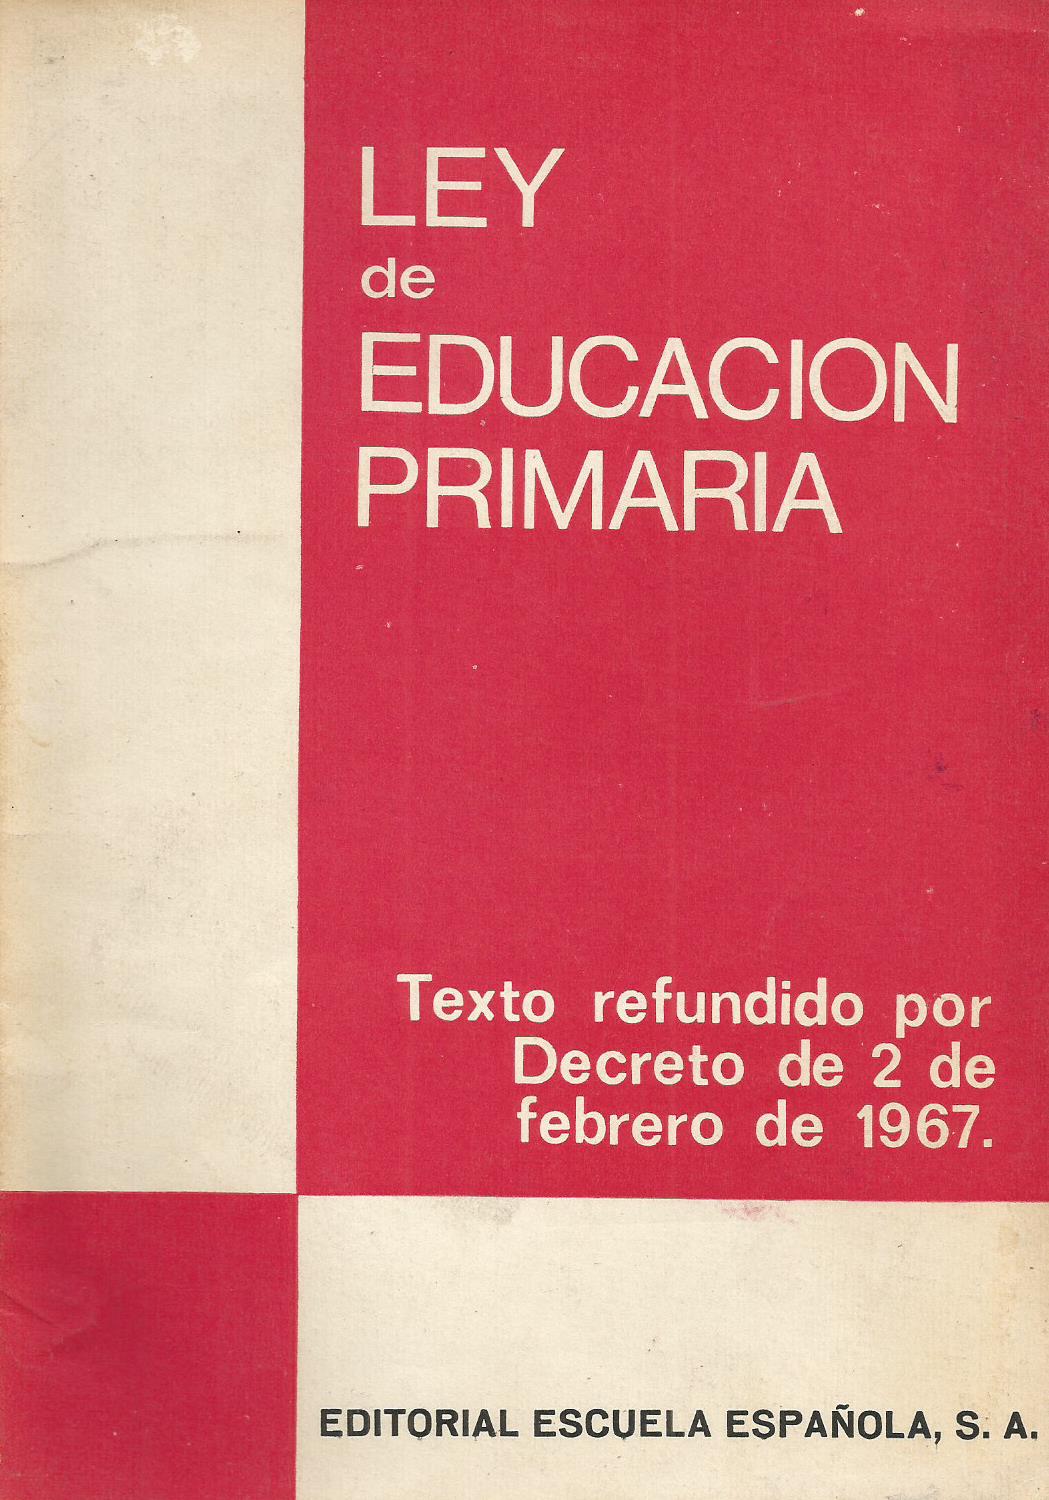 LEY
de
EDUCACION
PRIMARIA
Texto refundido por
Decreto de 2 de
febrero de 1967.
EDITORIAL ESCUELA ESPAÑOLA, S. A.